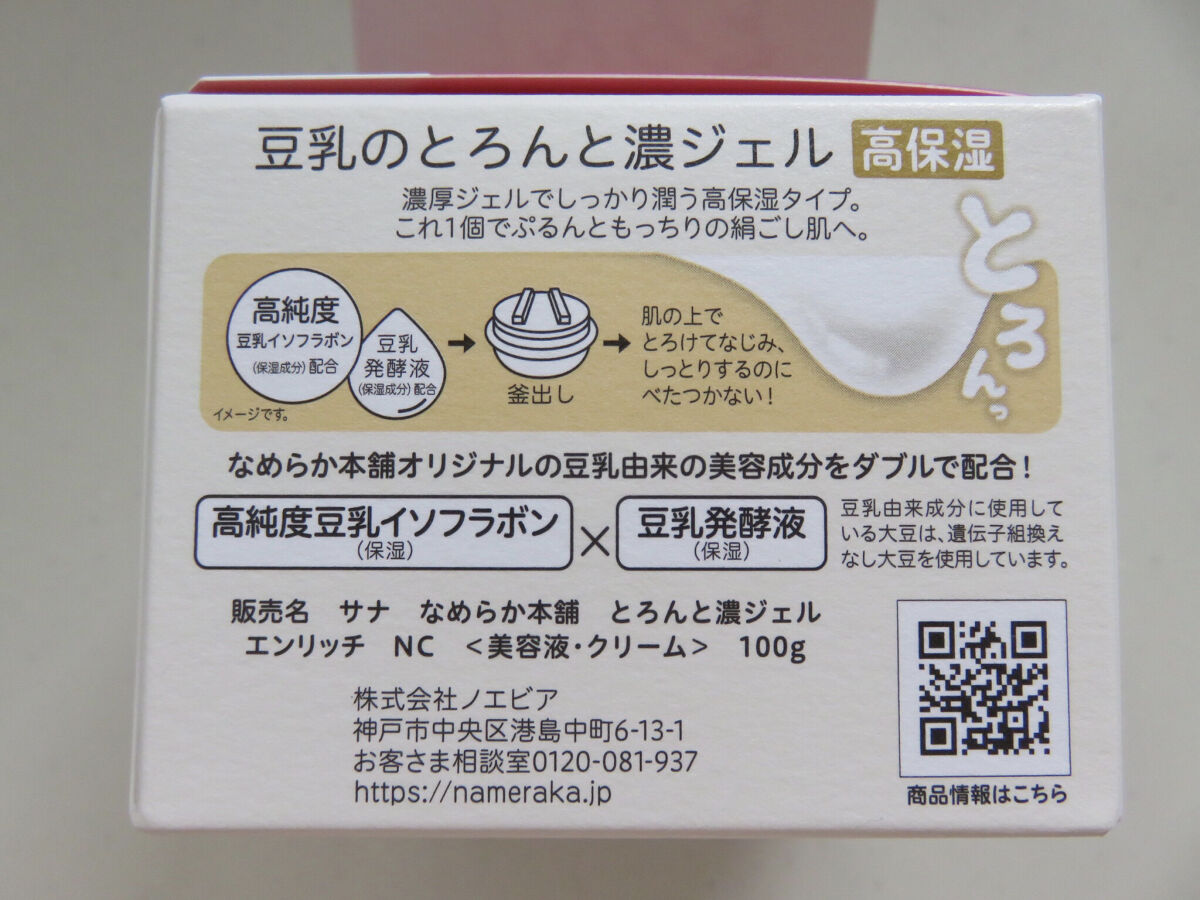 豆乳のとろんと濃ジェル 高保湿
濃厚ジェルでしっかり潤う高保湿タイプ。
これ1個でぷるんともっちりの絹ごし肌へ。
とろんっ
高純度
豆乳イソフラボン
(保湿成分)配合
豆乳
発酵液
(保湿成分)配合
イメージです。
釜出し
肌の上で
とろけてなじみ、
しっとりするのに
べたつかない!
なめらか本舗オリジナルの豆乳由来の美容成分をダブルで配合!
高純度豆乳イソフラボン
(保湿)
×
豆乳発酵液
(保湿)
豆乳由来成分に使用して
いる大豆は、遺伝子組換え
なし大豆を使用しています。
販売名 サナ なめらか本舗 とろんと濃ジェル
エンリッチ NC <美容液・クリーム> 100g
株式会社ノエビア
神戸市中央区港島中町6-13-1
お客さま相談室0120-081-937
https://nameraka.jp
商品情報はこちら